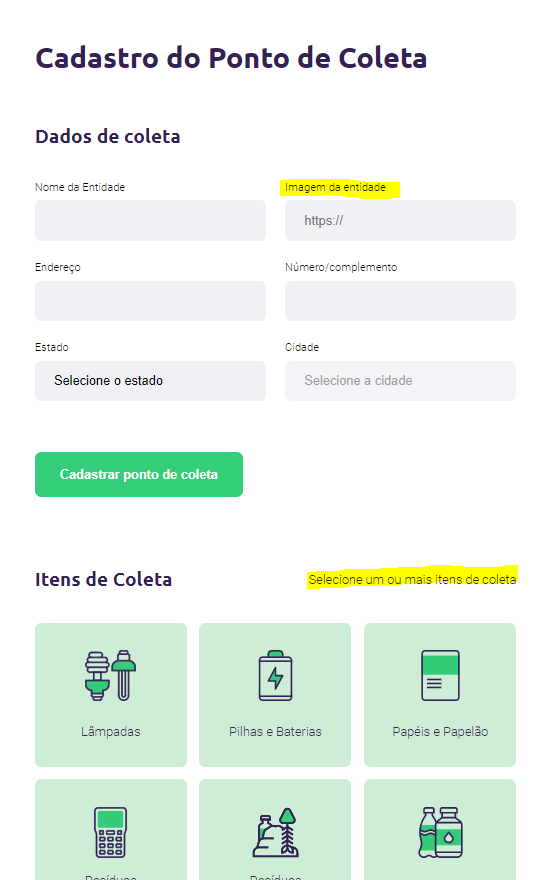 Cadastro do Ponto de Coleta
Dados de coleta
Nome da Entidade
Imagem da entidade
https://
Endereço
Número/complemento
Estado
Cidade
Selecione o estado
Selecione a cidade
Cadastrar ponto de coleta
Itens de Coleta
Selecione um ou mais itens de coleta
Lâmpadas
Pilhas e Baterias
Papéis e Papelão
Resíduos
Resíduos